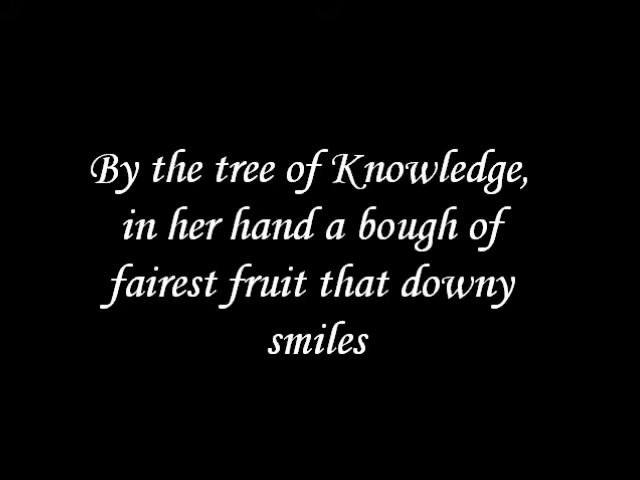 By the tree of Knowledge,
in her hand a bough of
fairest fruit that downy
smiles